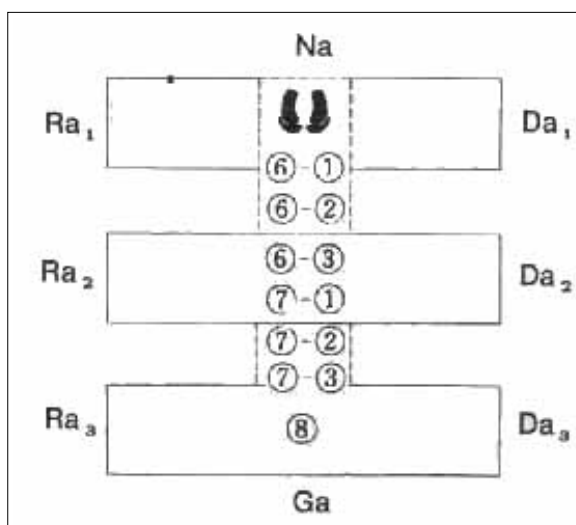 Na
Ra₁ Da₁
⑥-①
⑥-②
Ra₂ ⑥-③ Da₂
⑦-①
⑦-②
⑦-③
Ra₃ ⑧ Da₃
Ga